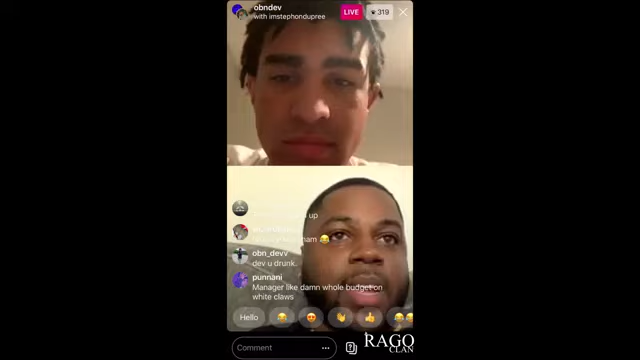 obndev
with imstephondupree
LIVE
319
up
obn_devv
dev u drunk.
punnani
Manager like damn whole budget on
white claws
Hello
Comment
RAGO
CLAN